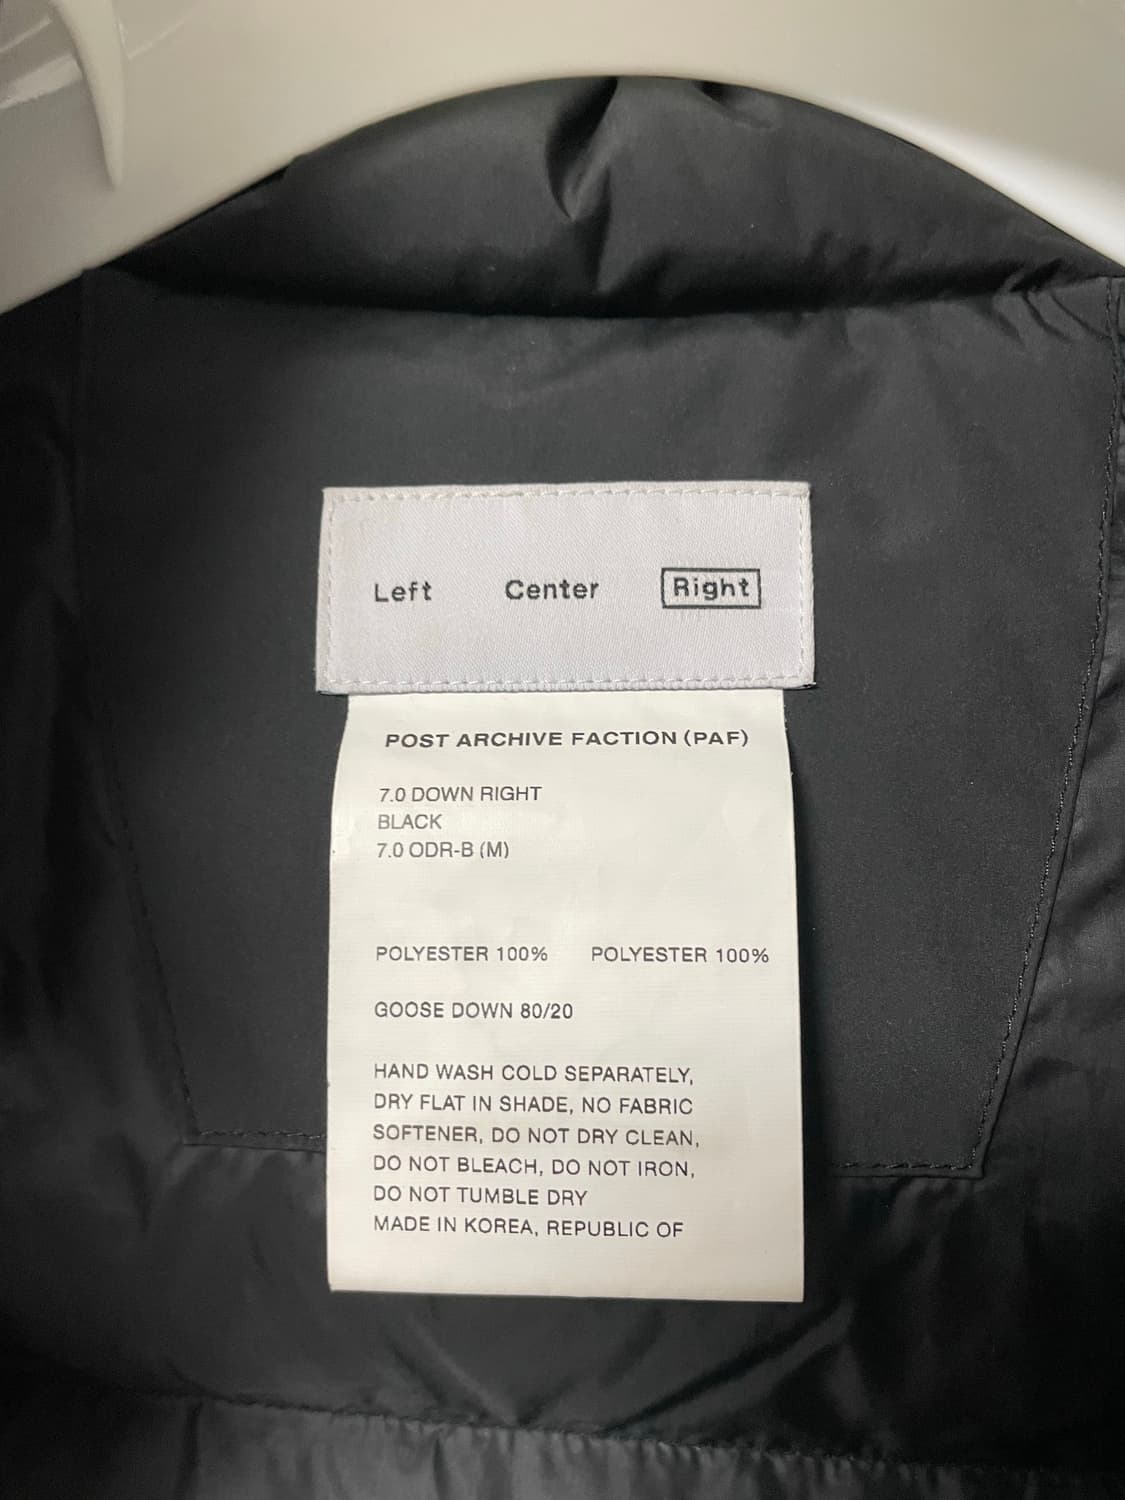 Left Center Right
POST ARCHIVE FACTION (PAF)
7.0 DOWN RIGHT
BLACK
7.0 ODR-B (M)
POLYESTER 100% POLYESTER 100%
GOOSE DOWN 80/20
HAND WASH COLD SEPARATELY,
DRY FLAT IN SHADE, NO FABRIC
SOFTENER, DO NOT DRY CLEAN,
DO NOT BLEACH, DO NOT IRON,
DO NOT TUMBLE DRY
MADE IN KOREA, REPUBLIC OF